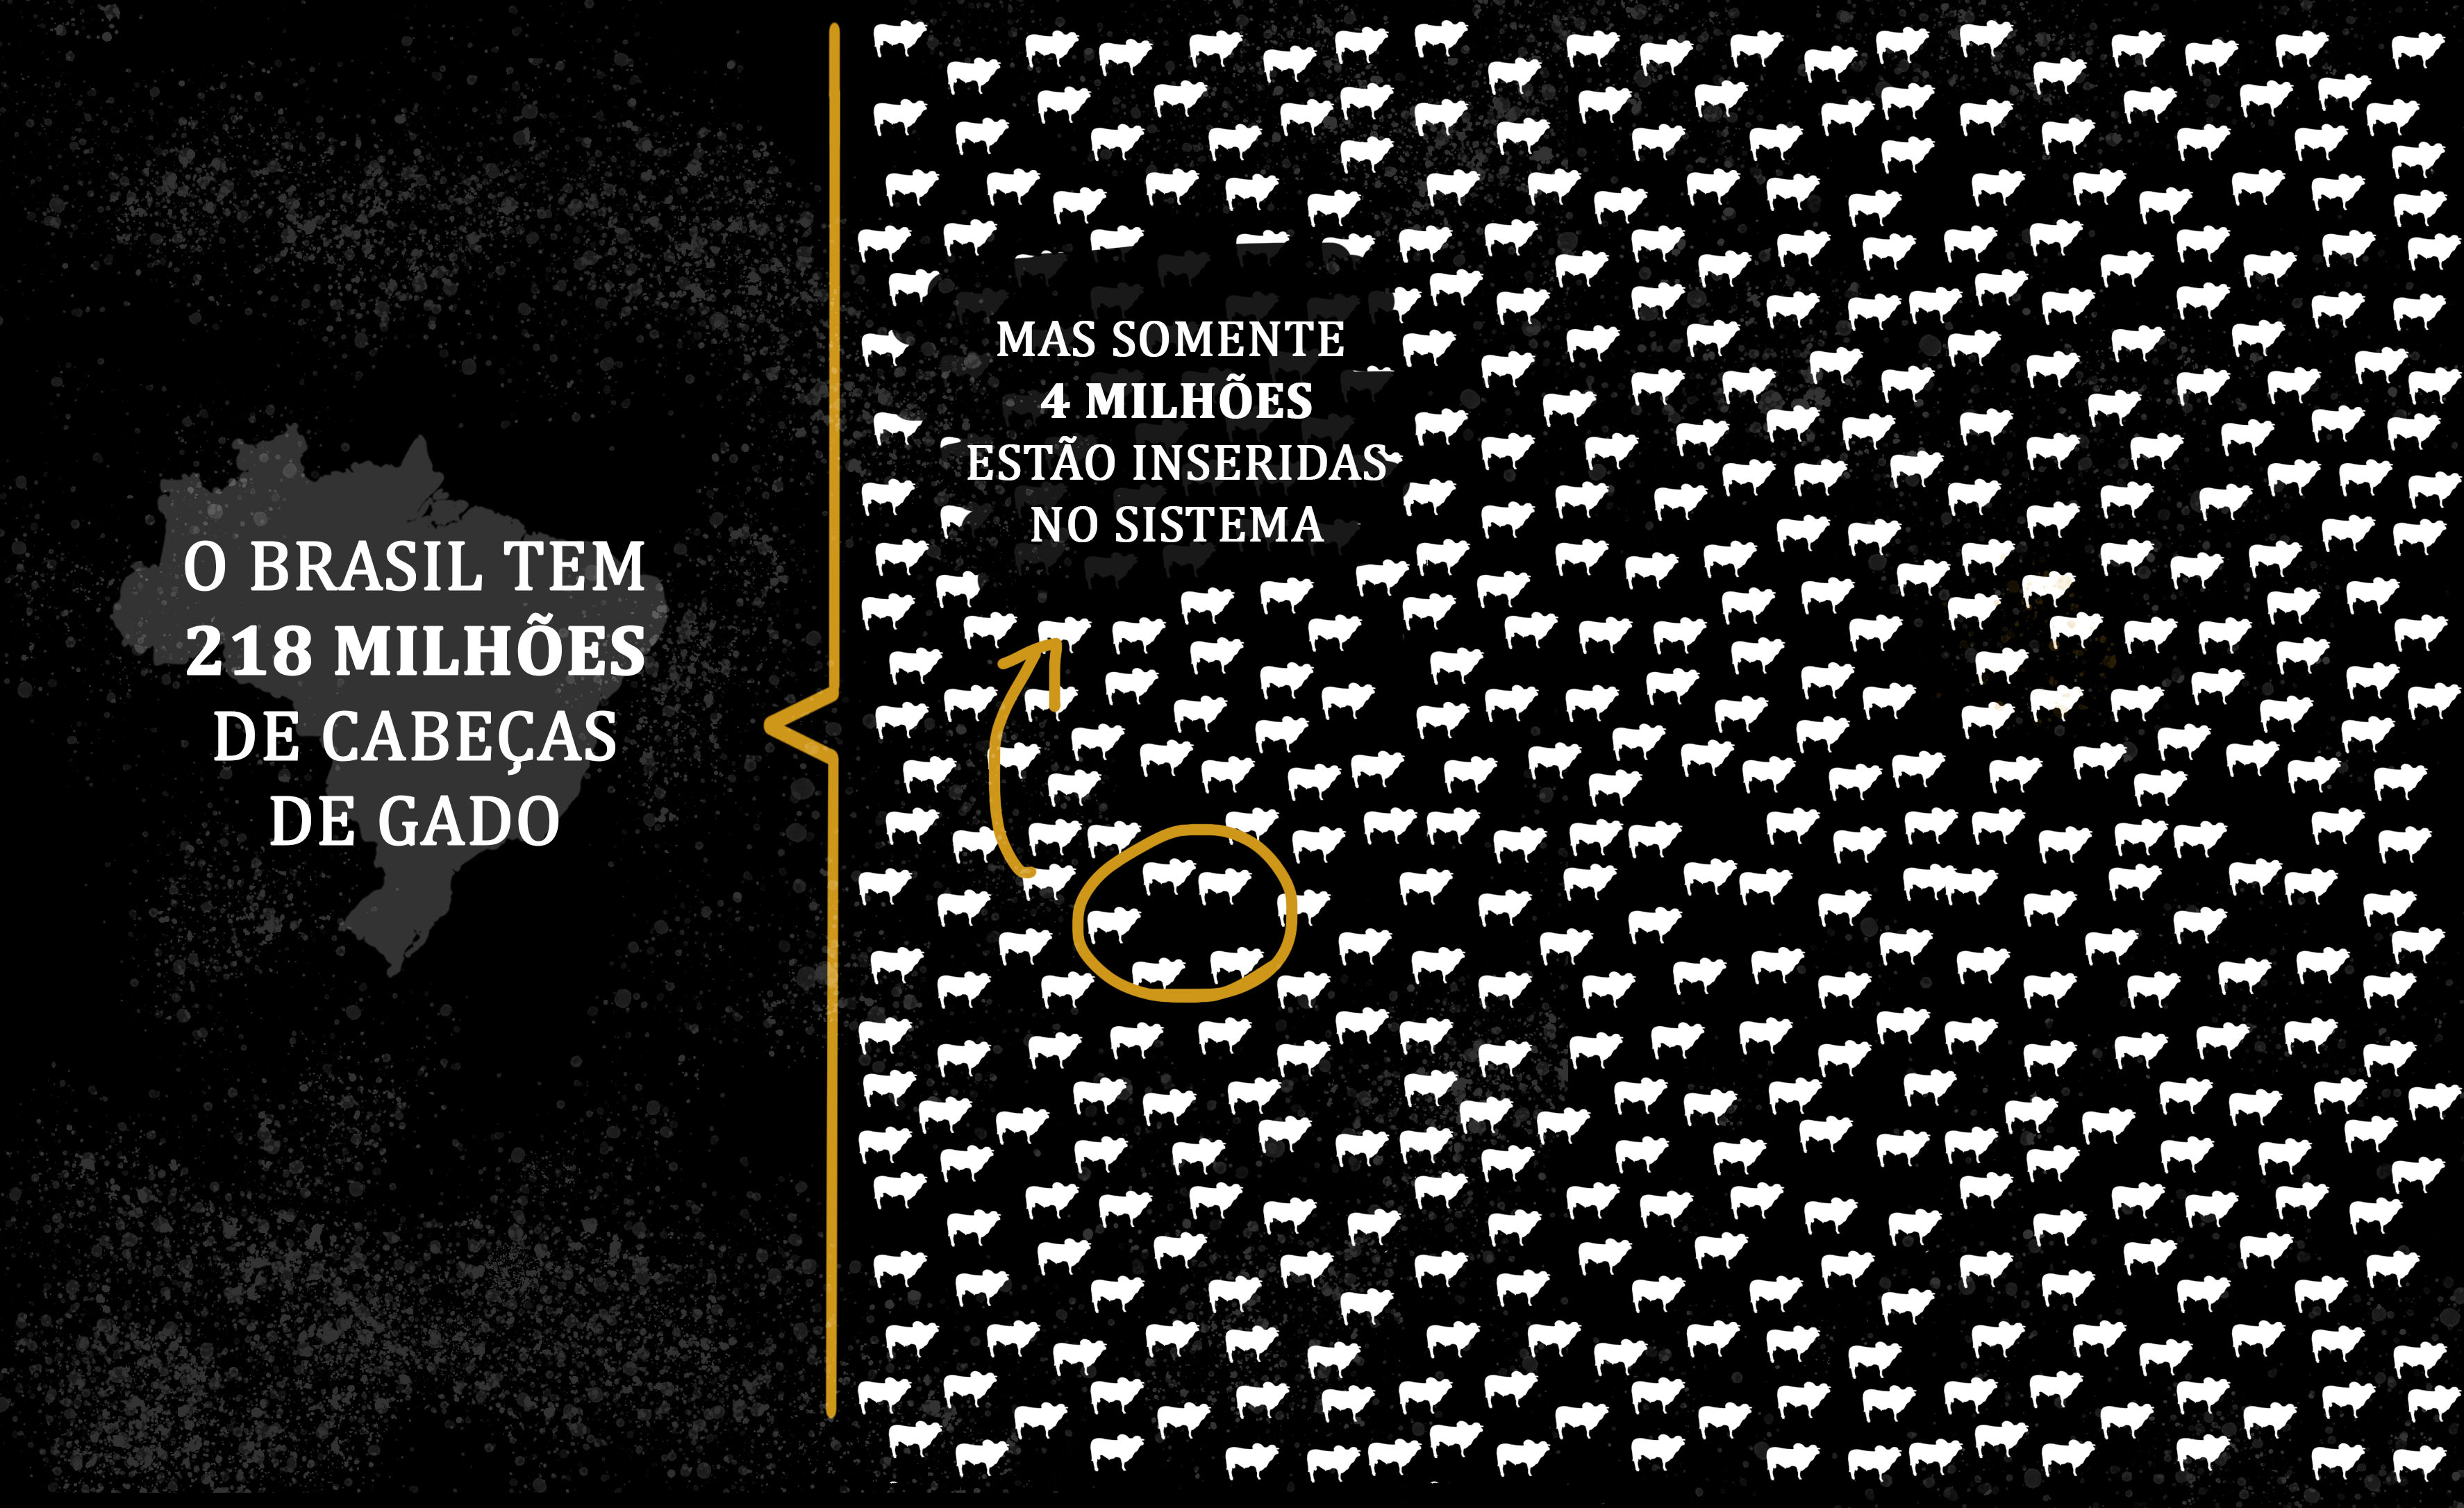 O BRASIL TEM
218 MILHÕES
DE CABEÇAS
DE GADO
MAS SOMENTE
4 MILHÕES
ESTÃO INSERIDAS
NO SISTEMA